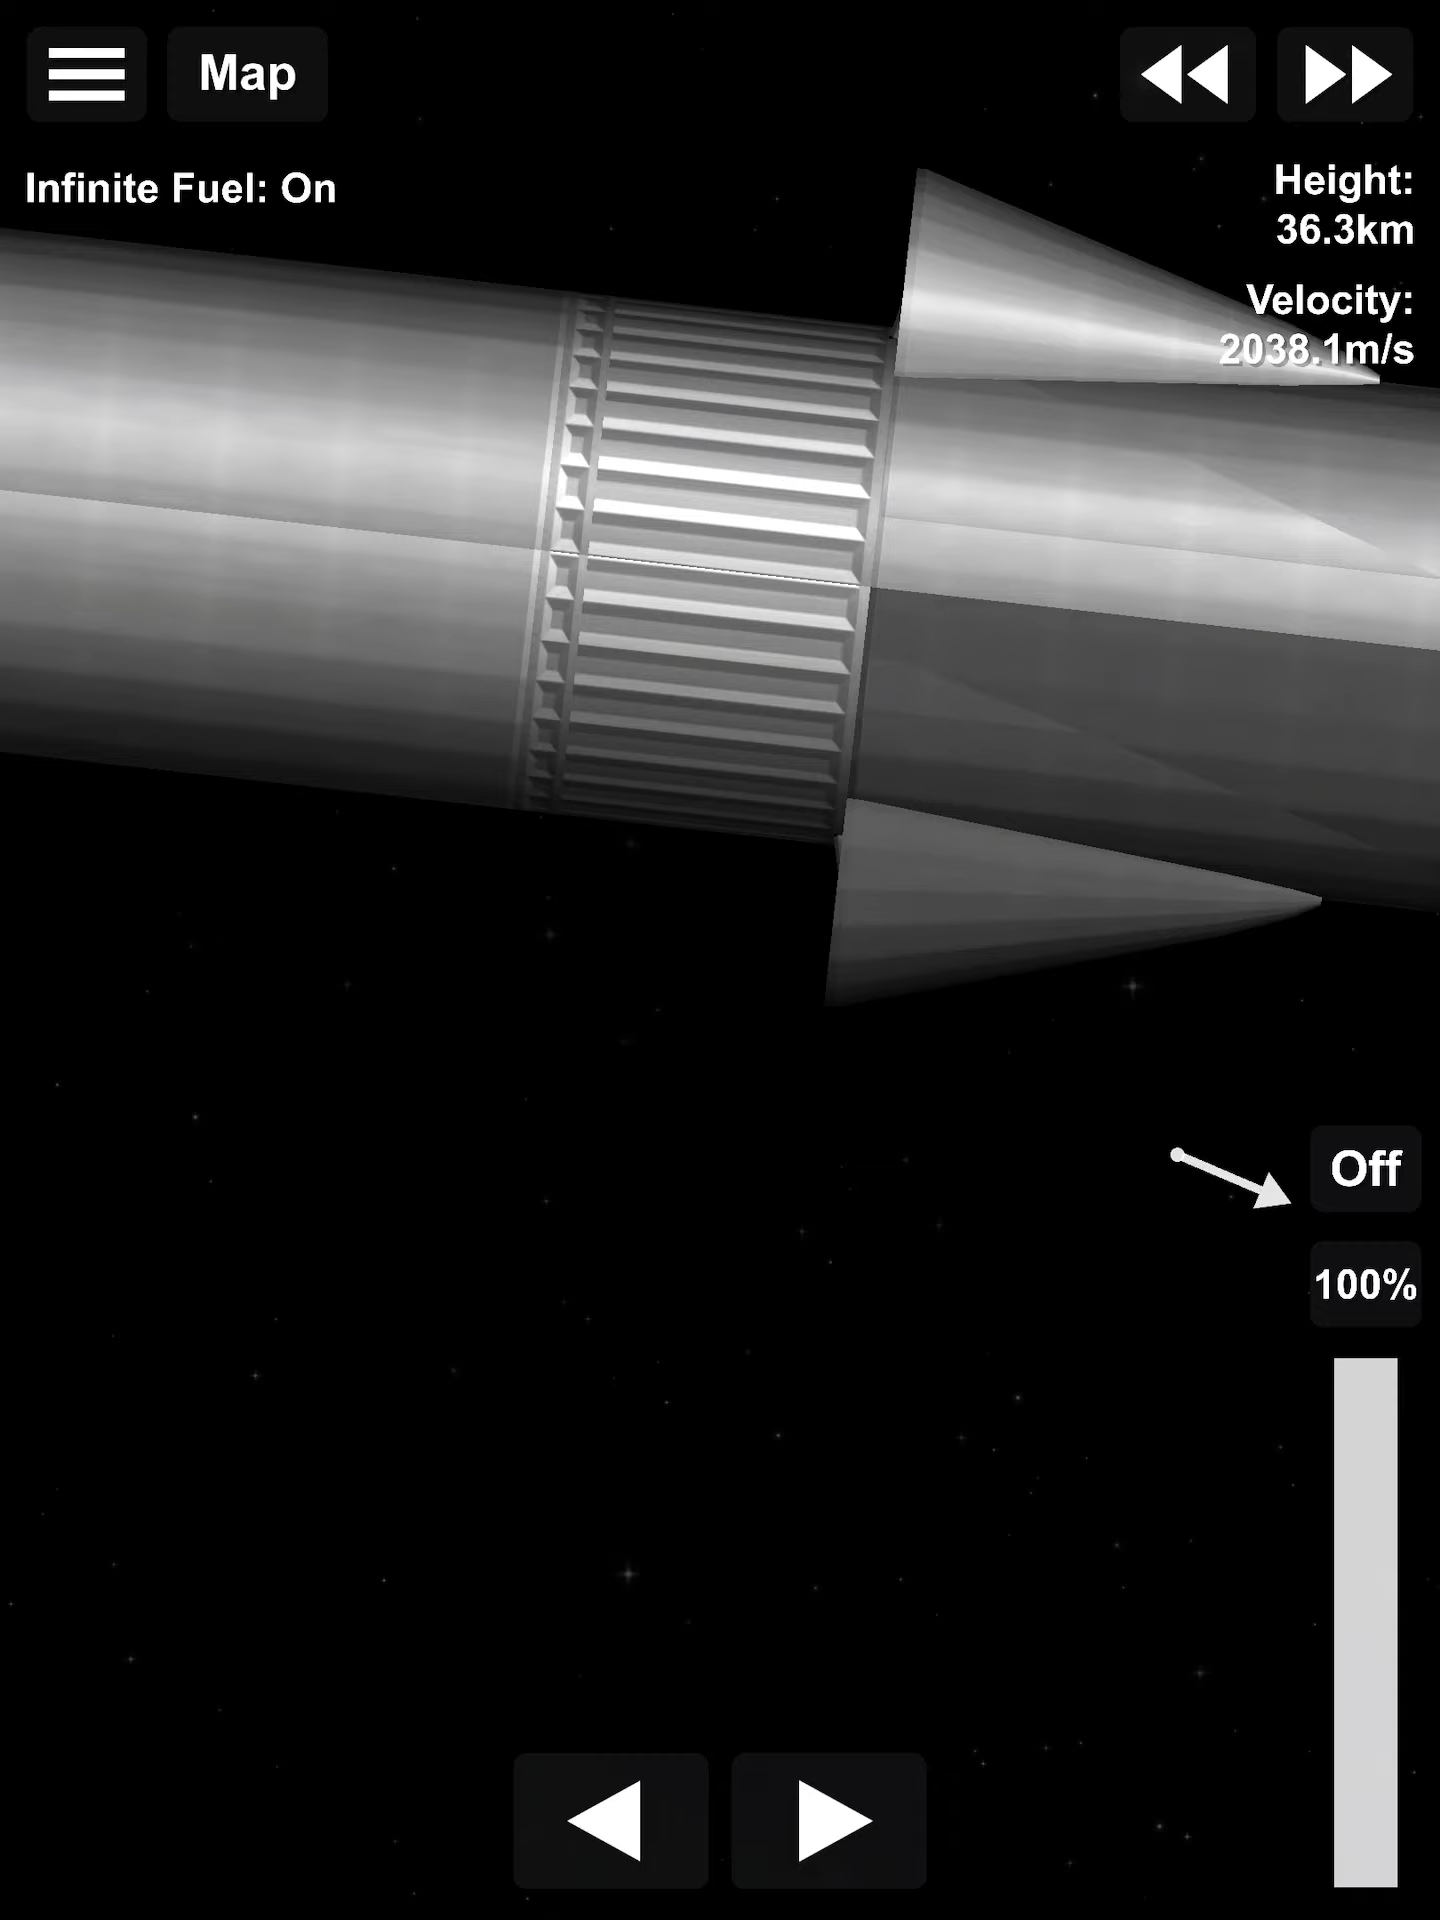 Map
Infinite Fuel: On
Height:
36.3km
Velocity:
2038.1m/s
Off
100%